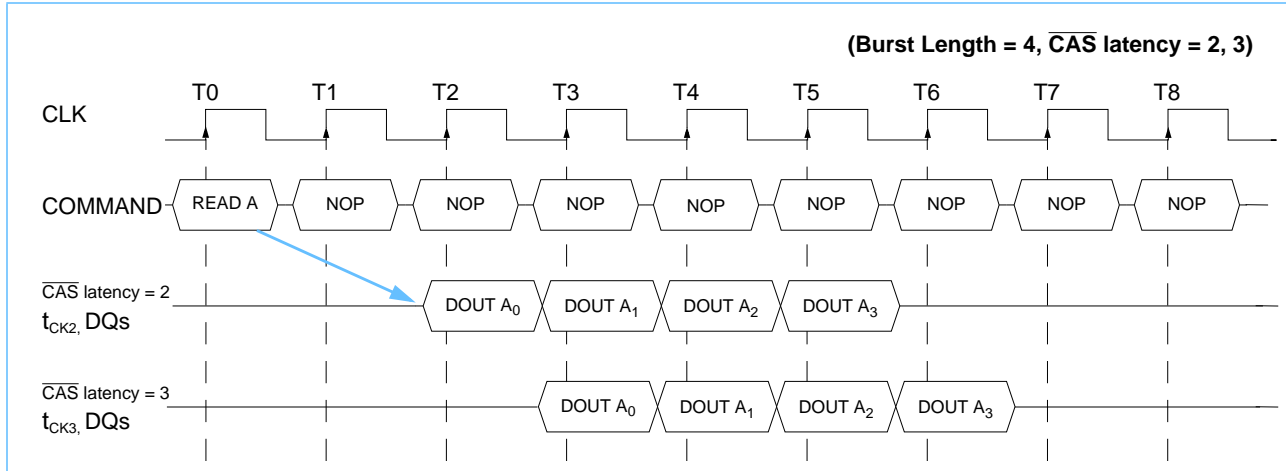 (Burst Length = 4, CAS latency = 2, 3)
T0 T1 T2 T3 T4 T5 T6 T7 T8
CLK
COMMAND READ A NOP NOP NOP NOP NOP NOP NOP NOP
CAS latency = 2
tCK2, DQs
DOUT A0 DOUT A1 DOUT A2 DOUT A3
CAS latency = 3
tCK3, DQs
DOUT A0 DOUT A1 DOUT A2 DOUT A3